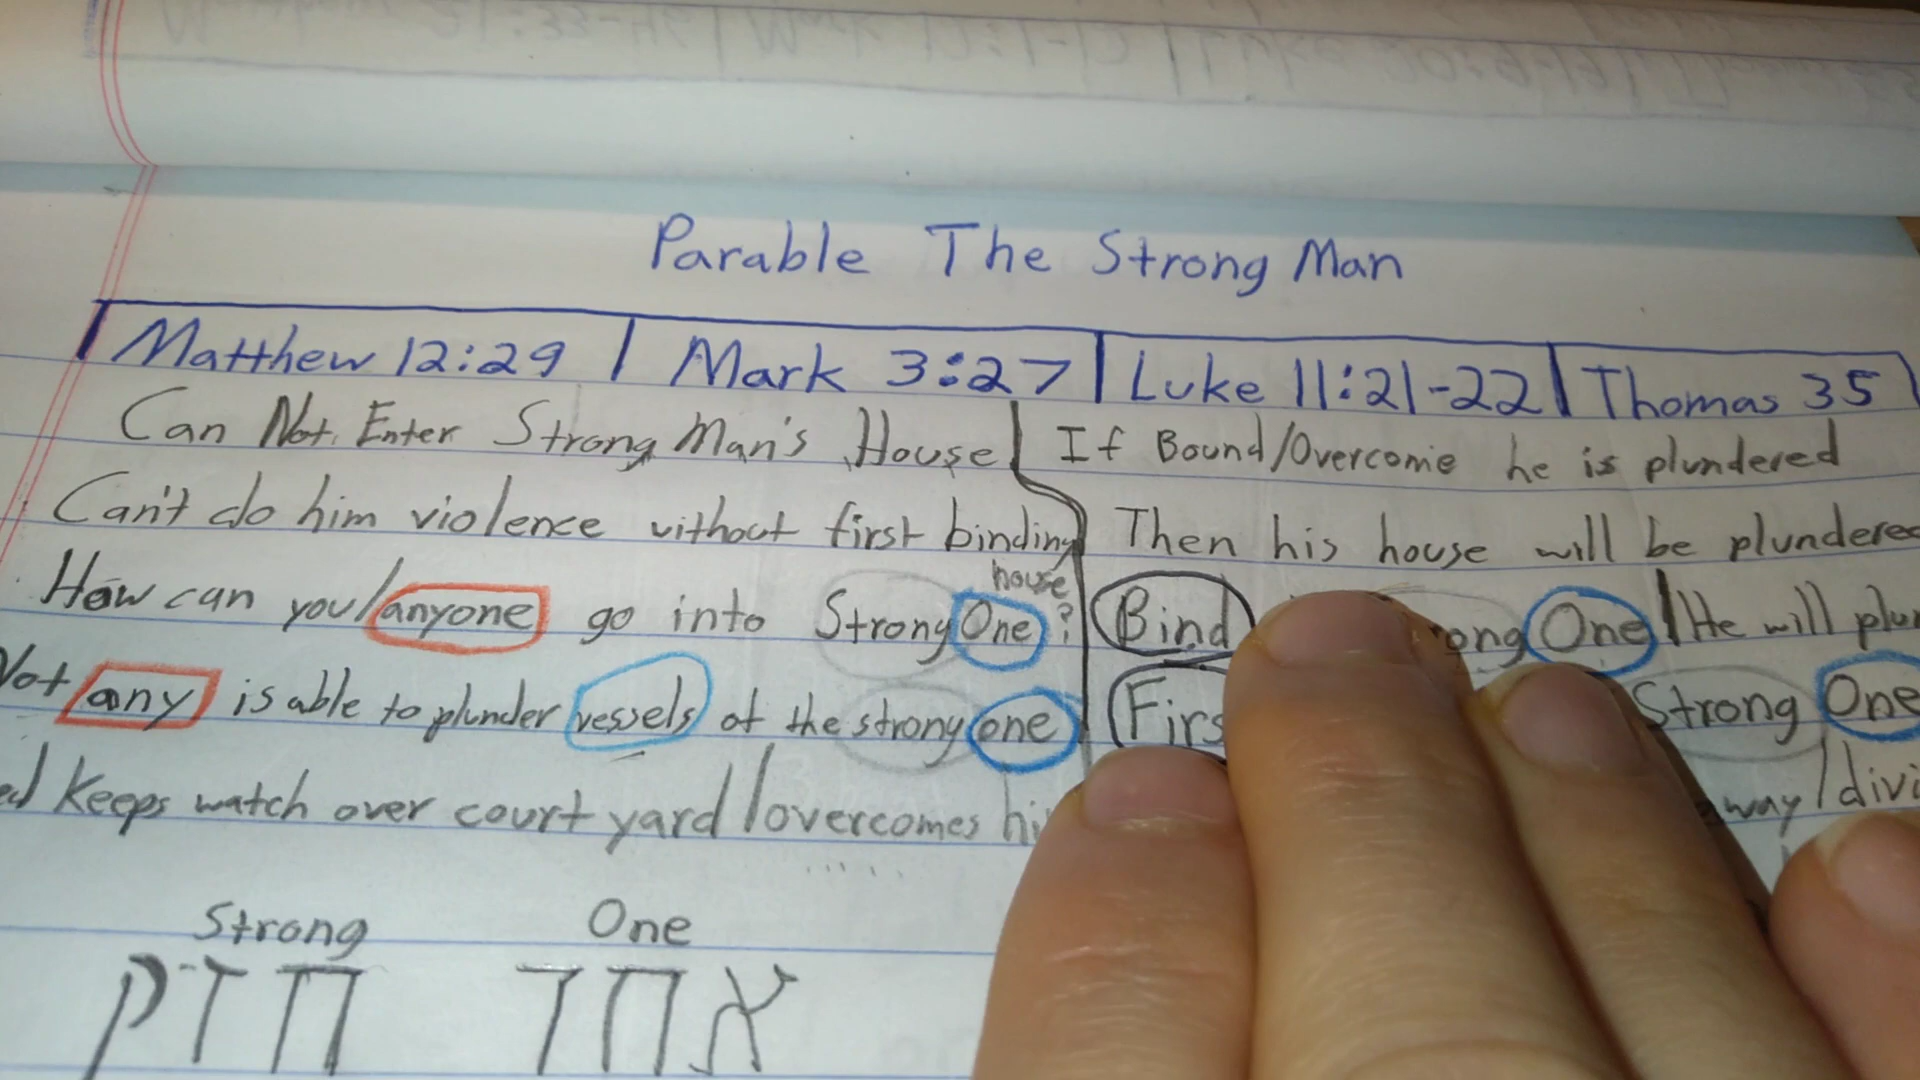 Parable The Strong Man
Matthew 12:29 | Mark 3:27 | Luke 11:21-22 | Thomas 35
Can Not Enter Strong Man's House | If Bound/Overcome he is plundered
Can't do him violence without first binding | Then his house will be plundered
house
How can you/anyone go into Strong One? | Bind One | He will
Not any is able to plunder vessels of the strong one | Strong One
Keeps watch over court yard/overcomes
Strong One
חזק אחד